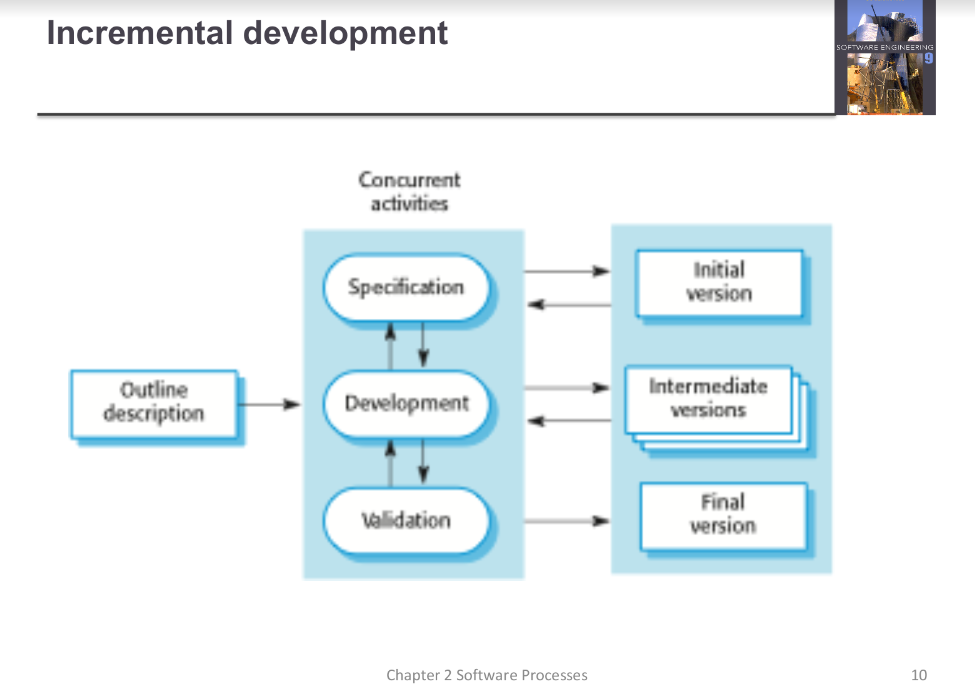 Incremental development
SOFTWARE ENGINEERING
9
Concurrent
activities
Specification
Initial
version
Outline
description
Development
Intermediate
versions
Validation
Final
version
Chapter 2 Software Processes
10